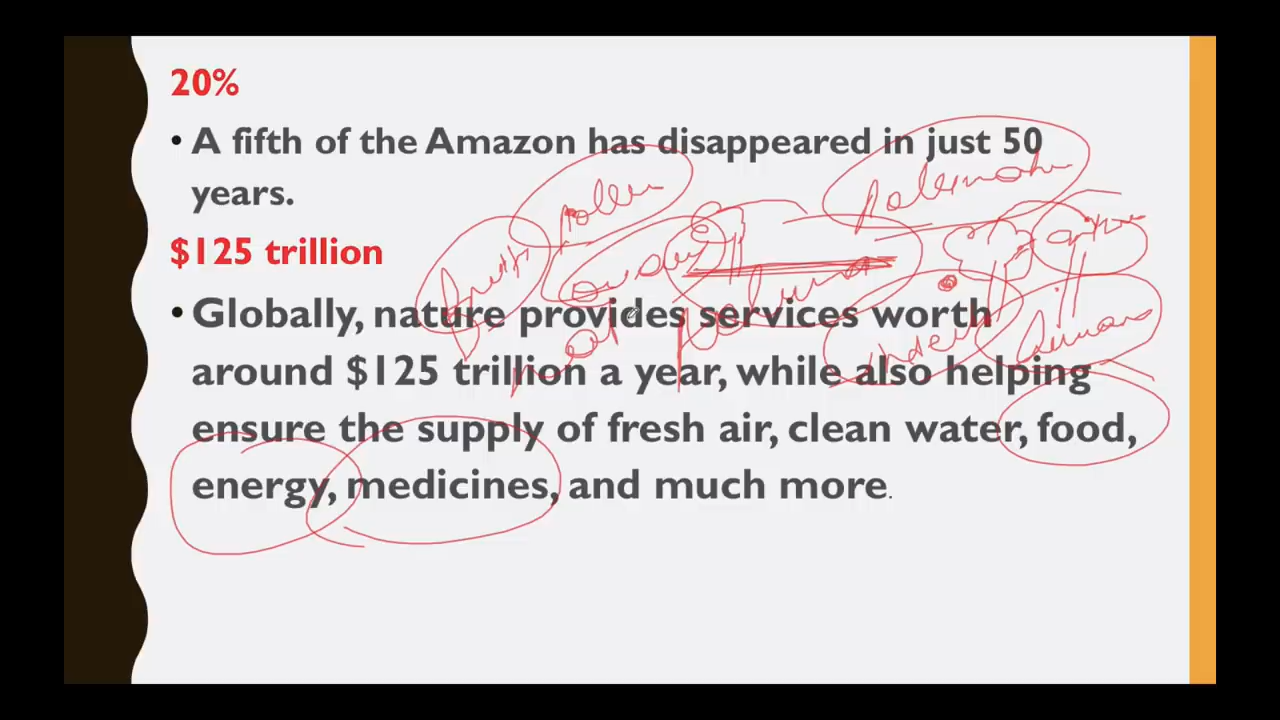 20%
• A fifth of the Amazon has disappeared in just 50
years.
$125 trillion
• Globally, nature provides services worth
around $125 trillion a year, while also helping
ensure the supply of fresh air, clean water, food,
energy, medicines, and much more.